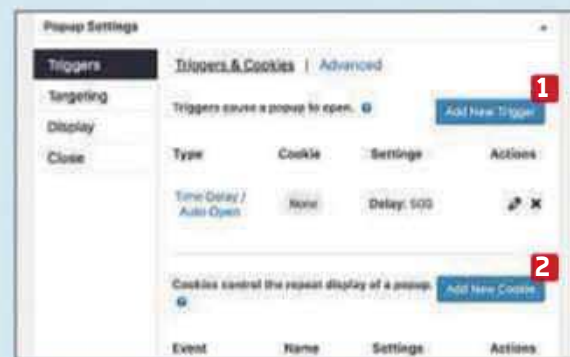 Popup Settings
Triggers
Targeting
Display
Close
Triggers & Cookies | Advanced
Triggers cause a popup to open.
Add New Trigger
1
Type Cookie Settings Actions
Time Delay /
Auto Open
None
Delay: 500
Cookies control the repeat display of a popup.
Add New Cookie
2
Event Name Settings Actions